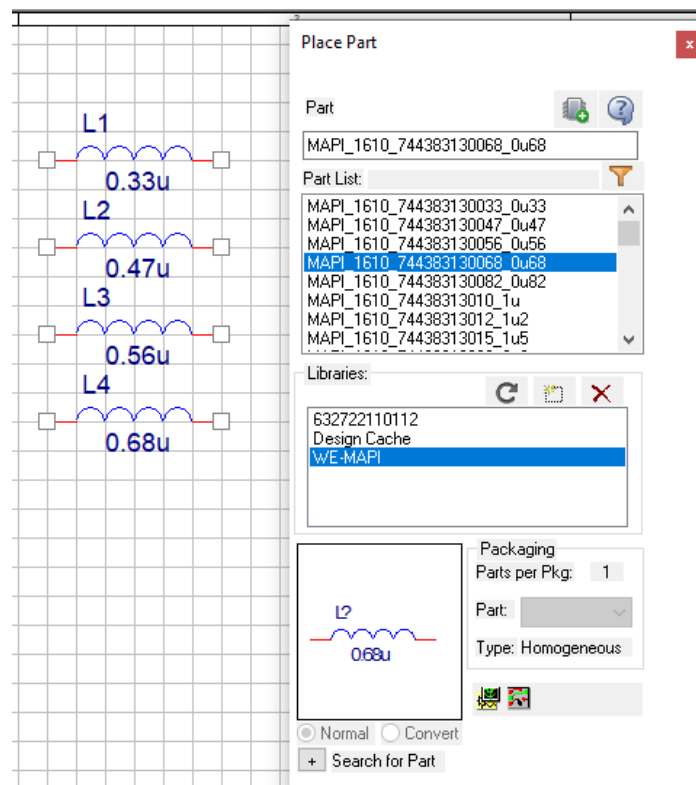 L1
0.33u
L2
0.47u
L3
0.56u
L4
0.68u
2
Place Part
x
Part
MAPI_1610_744383130068_0u68
Part List:
MAPI_1610_744383130033_0u33
MAPI_1610_744383130047_0u47
MAPI_1610_744383130056_0u56
MAPI_1610_744383130068_0u68
MAPI_1610_744383130082_0u82
MAPI_1610_74438313010_1u
MAPI_1610_74438313012_1u2
MAPI_1610_74438313015_1u5
Libraries:
632722110112
Design Cache
WE-MAPI
L?
0.68u
Packaging
Parts per Pkg: 1
Part:
Type: Homogeneous
Normal Convert
+ Search for Part